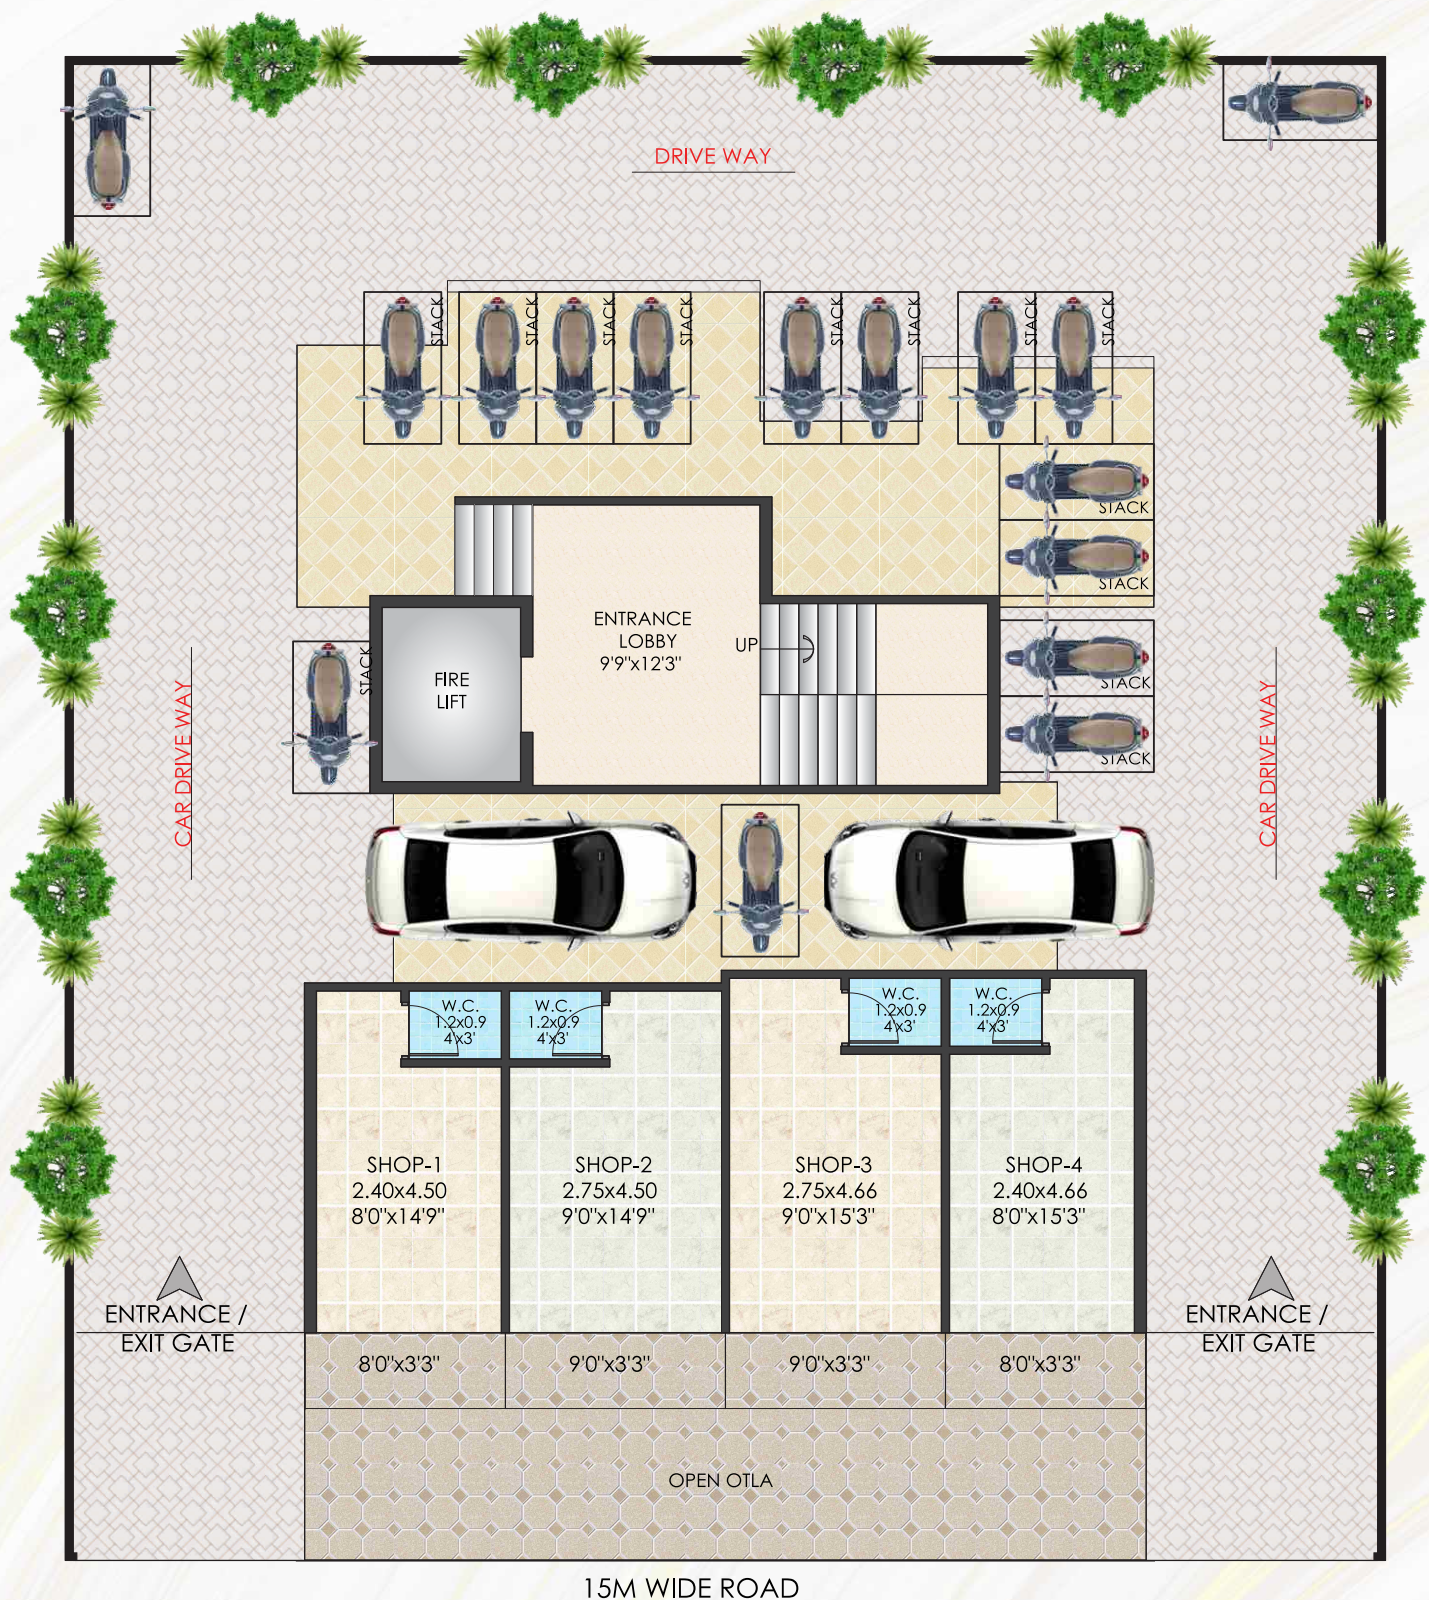 DRIVE WAY
STACK
STACK
STACK
STACK
STACK
STACK
STACK
STACK
STACK
STACK
ENTRANCE
LOBBY
9'9"x12'3"
UP
FIRE
LIFT
STACK
STACK
STACK
CAR DRIVE WAY
CAR DRIVE WAY
W.C.
1.2x0.9
4'x3'
W.C.
1.2x0.9
4'x3'
W.C.
1.2x0.9
4'x3'
W.C.
1.2x0.9
4'x3'
SHOP-1
2.40x4.50
8'0"x14'9"
SHOP-2
2.75x4.50
9'0"x14'9"
SHOP-3
2.75x4.66
9'0"x15'3"
SHOP-4
2.40x4.66
8'0"x15'3"
ENTRANCE /
EXIT GATE
ENTRANCE /
EXIT GATE
8'0"x3'3"
9'0"x3'3"
9'0"x3'3"
8'0"x3'3"
OPEN OTLA
15M WIDE ROAD